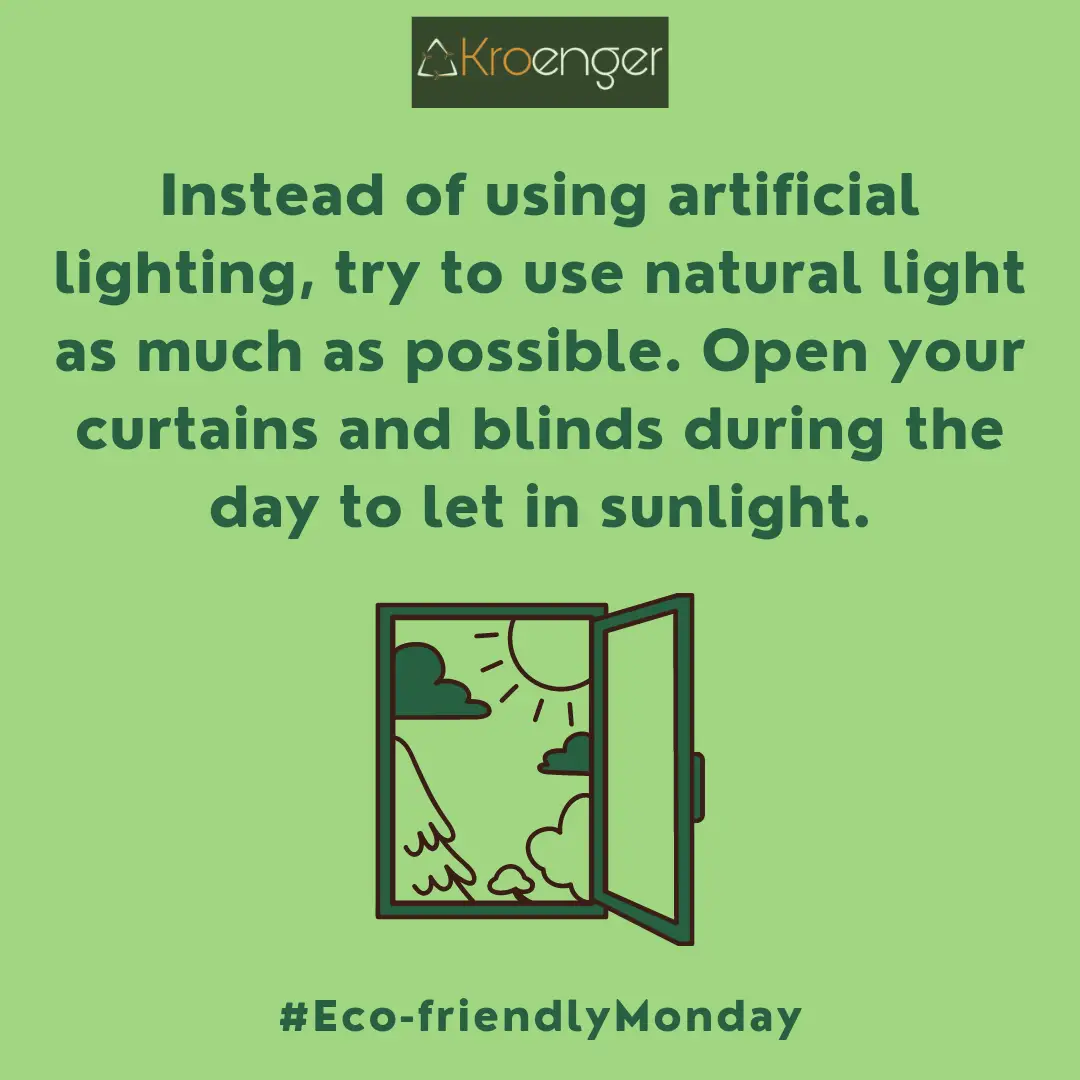 Kroenger
Instead of using artificial
lighting, try to use natural light
as much as possible. Open your
curtains and blinds during the
day to let in sunlight.
#Eco-friendlyMonday